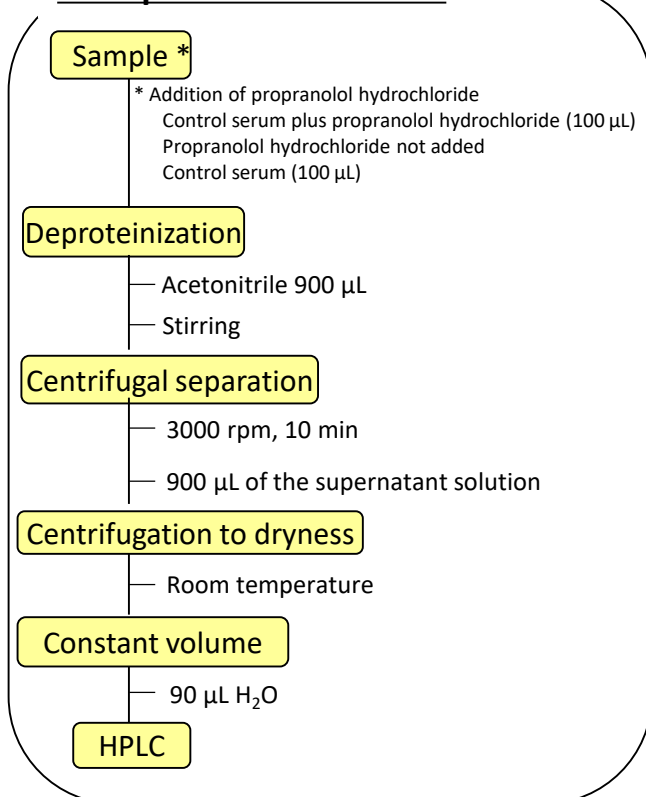 Sample *
* Addition of propranolol hydrochloride
Control serum plus propranolol hydrochloride (100 µL)
Propranolol hydrochloride not added
Control serum (100 µL)
Deproteinization
Acetonitrile 900 µL
Stirring
Centrifugal separation
3000 rpm, 10 min
900 µL of the supernatant solution
Centrifugation to dryness
Room temperature
Constant volume
90 µL H₂O
HPLC